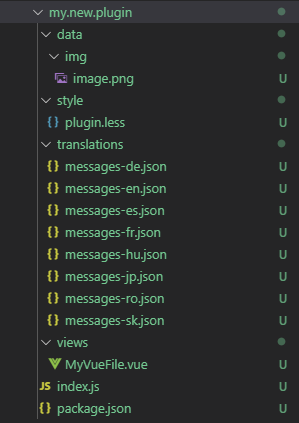 my.new.plugin
data
img
image.png U
style
plugin.less U
translations
messages-de.json U
messages-en.json U
messages-es.json U
messages-fr.json U
messages-hu.json U
messages-jp.json U
messages-ro.json U
messages-sk.json U
views
MyVueFile.vue U
JS index.js U
package.json U